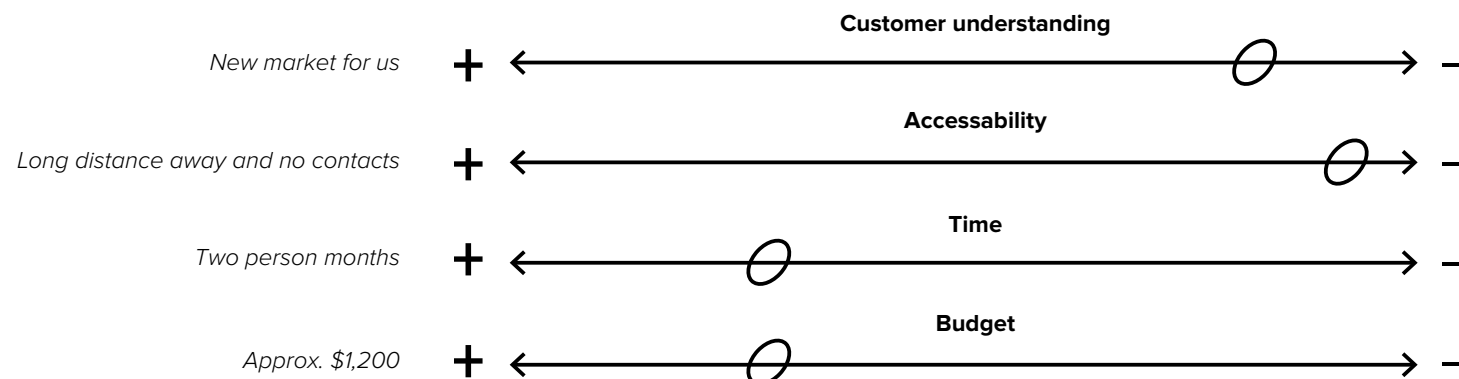 Customer understanding
New market for us + −
Accessability
Long distance away and no contacts + −
Time
Two person months + −
Budget
Approx. $1,200 + −